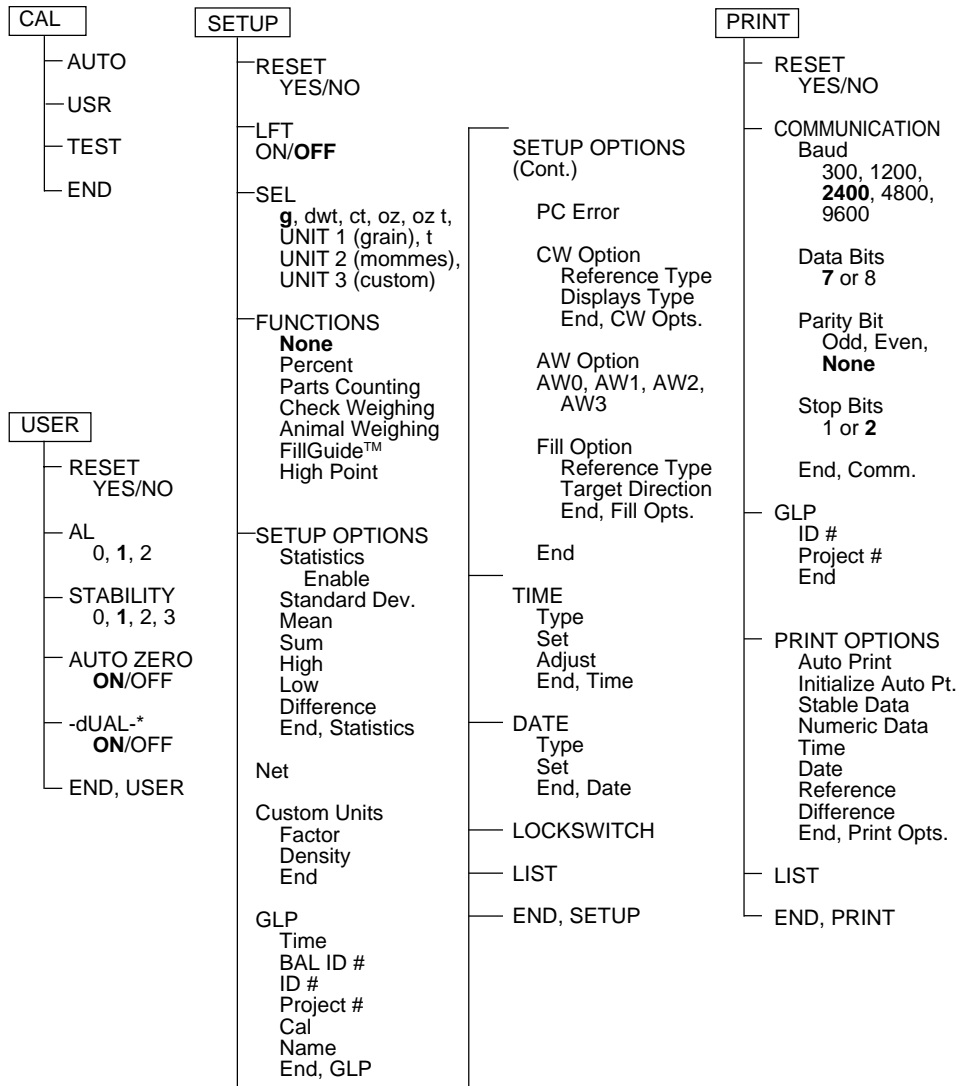 CAL
AUTO
USR
TEST
END
USER
RESET
YES/NO
AL
0, 1, 2
STABILITY
0, 1, 2, 3
AUTO ZERO
ON/OFF
-dUAL-*
ON/OFF
END, USER
SETUP
RESET
YES/NO
LFT
ON/OFF
SEL
g, dwt, ct, oz, oz t,
UNIT 1 (grain), t
UNIT 2 (mommes),
UNIT 3 (custom)
FUNCTIONS
None
Percent
Parts Counting
Check Weighing
Animal Weighing
FillGuide™
High Point
SETUP OPTIONS
Statistics
Enable
Standard Dev.
Mean
Sum
High
Low
Difference
End, Statistics
Net
Custom Units
Factor
Density
End
GLP
Time
BAL ID #
ID #
Project #
Cal
Name
End, GLP
SETUP OPTIONS
(Cont.)
PC Error
CW Option
Reference Type
Displays Type
End, CW Opts.
AW Option
AW0, AW1, AW2,
AW3
Fill Option
Reference Type
Target Direction
End, Fill Opts.
End
TIME
Type
Set
Adjust
End, Time
DATE
Type
Set
End, Date
LOCKSWITCH
LIST
END, SETUP
PRINT
RESET
YES/NO
COMMUNICATION
Baud
300, 1200,
2400, 4800,
9600
Data Bits
7 or 8
Parity Bit
Odd, Even,
None
Stop Bits
1 or 2
End, Comm.
GLP
ID #
Project #
End
PRINT OPTIONS
Auto Print
Initialize Auto Pt.
Stable Data
Numeric Data
Time
Date
Reference
Difference
End, Print Opts.
LIST
END, PRINT